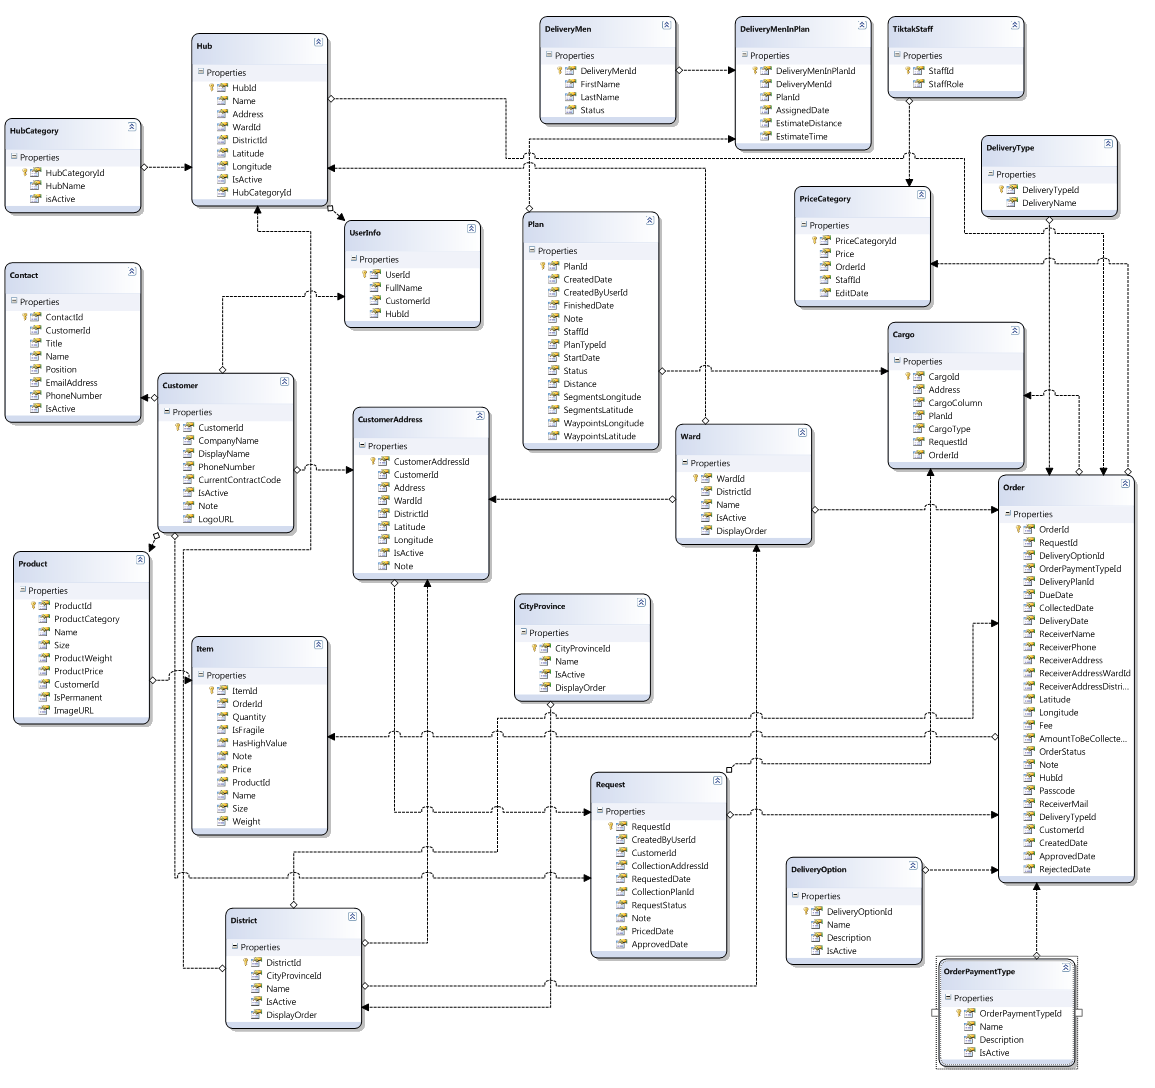 Hub
Properties
HubId
Name
Address
WardId
DistrictId
Latitude
Longitude
IsActive
HubCategoryId
DeliveryMen
Properties
DeliveryMenId
FirstName
LastName
Status
DeliveryMenInPlan
Properties
DeliveryMenInPlanId
DeliveryMenId
PlanId
AssignedDate
EstimateDistance
EstimateTime
TiktakStaff
Properties
StaffId
StaffRole
HubCategory
Properties
HubCategoryId
HubName
isActive
DeliveryType
Properties
DeliveryTypeId
DeliveryName
PriceCategory
Properties
PriceCategoryId
Price
OrderId
StaffId
EditDate
UserInfo
Properties
UserId
FullName
CustomerId
HubId
Plan
Properties
PlanId
CreatedDate
CreatedByUserId
FinishedDate
Note
StaffId
PlanTypeId
StartDate
Status
Distance
SegmentsLongitude
SegmentsLatitude
WaypointsLongitude
WaypointsLatitude
Contact
Properties
ContactId
CustomerId
Title
Name
Position
EmailAddress
PhoneNumber
IsActive
Cargo
Properties
CargoId
Address
CargoColumn
PlanId
CargoType
RequestId
OrderId
Customer
Properties
CustomerId
CompanyName
DisplayName
PhoneNumber
CurrentContractCode
IsActive
Note
LogoURL
CustomerAddress
Properties
CustomerAddressId
CustomerId
Address
WardId
DistrictId
Latitude
Longitude
IsActive
Note
Ward
Properties
WardId
DistrictId
Name
IsActive
DisplayOrder
Order
Properties
OrderId
RequestId
DeliveryOptionId
OrderPaymentTypeId
DeliveryPlanId
DueDate
CollectedDate
DeliveryDate
ReceiverName
ReceiverPhone
ReceiverAddress
ReceiverAddressWardId
ReceiverAddressDistri...
Latitude
Longitude
Fee
AmountToBeCollecte...
OrderStatus
Note
HubId
Passcode
ReceiverMail
DeliveryTypeId
CustomerId
CreatedDate
ApprovedDate
RejectedDate
Product
Properties
ProductId
ProductCategory
Name
Size
ProductWeight
ProductPrice
CustomerId
IsPermanent
ImageURL
CityProvince
Properties
CityProvinceId
Name
IsActive
DisplayOrder
Item
Properties
ItemId
OrderId
Quantity
IsFragile
HasHighValue
Note
Price
ProductId
Name
Size
Weight
Request
Properties
RequestId
CreatedByUserId
CustomerId
CollectionAddressId
RequestedDate
CollectionPlanId
RequestStatus
Note
PricedDate
ApprovedDate
DeliveryOption
Properties
DeliveryOptionId
Name
Description
IsActive
District
Properties
DistrictId
CityProvinceId
Name
IsActive
DisplayOrder
OrderPaymentType
Properties
OrderPaymentTypeId
Name
Description
IsActive